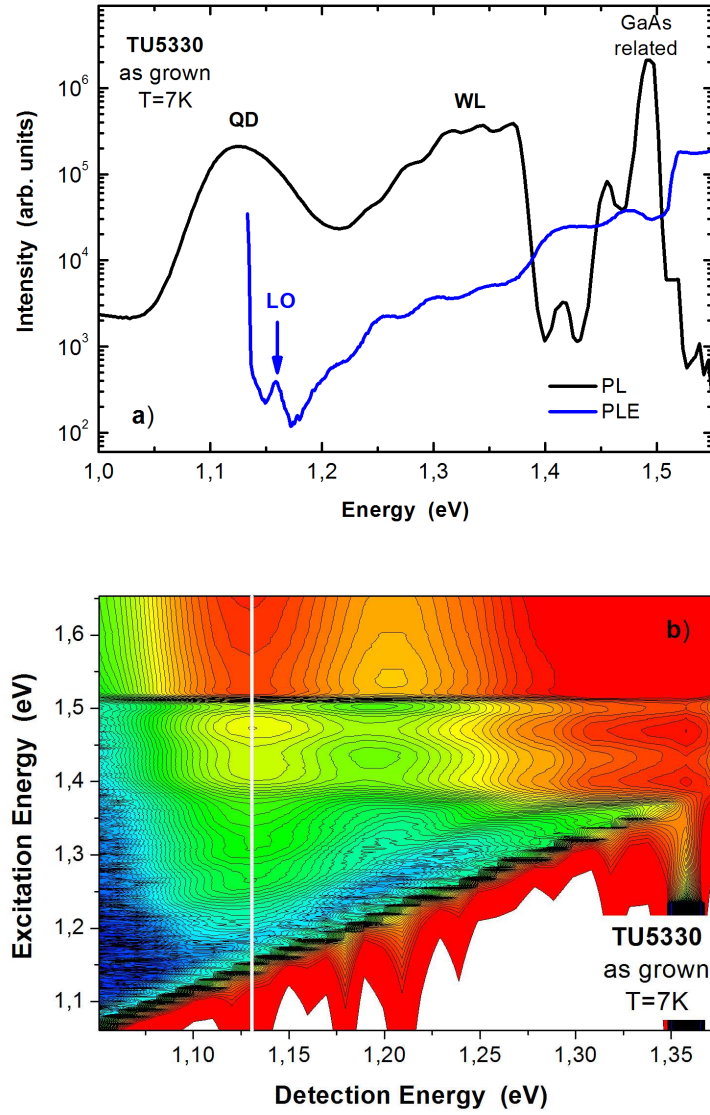 GaAs
related
TU5330
as grown
T=7K
QD
WL
LO
PL
PLE
a)
Intensity (arb. units)
10^6
10^5
10^4
10^3
10^2
1,0 1,1 1,2 1,3 1,4 1,5
Energy (eV)
b)
Excitation Energy (eV)
1,6
1,5
1,4
1,3
1,2
1,1
TU5330
as grown
T=7K
1,10 1,15 1,20 1,25 1,30 1,35
Detection Energy (eV)